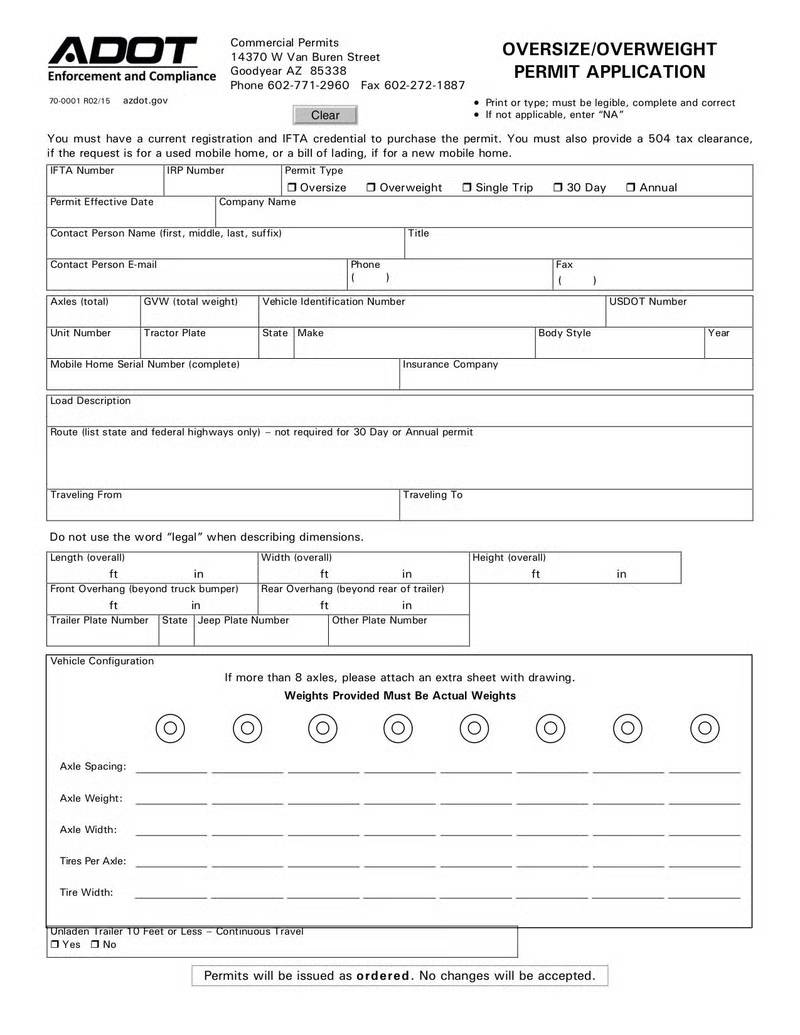 ADOT
Enforcement and Compliance
70-0001 R02/15 azdot.gov
Commercial Permits
14370 W Van Buren Street
Goodyear AZ 85338
Phone 602-771-2960 Fax 602-272-1887
Clear
OVERSIZE/OVERWEIGHT
PERMIT APPLICATION
• Print or type; must be legible, complete and correct
• If not applicable, enter “NA”
You must have a current registration and IFTA credential to purchase the permit. You must also provide a 504 tax clearance,
if the request is for a used mobile home, or a bill of lading, if for a new mobile home.
IFTA Number IRP Number Permit Type
❒ Oversize ❒ Overweight ❒ Single Trip ❒ 30 Day ❒ Annual
Permit Effective Date Company Name
Contact Person Name (first, middle, last, suffix) Title
Contact Person E-mail Phone Fax
( ) ( )
Axles (total) GVW (total weight) Vehicle Identification Number USDOT Number
Unit Number Tractor Plate State Make Body Style Year
Mobile Home Serial Number (complete) Insurance Company
Load Description
Route (list state and federal highways only) – not required for 30 Day or Annual permit
Traveling From Traveling To
Do not use the word “legal” when describing dimensions.
Length (overall) Width (overall) Height (overall)
ft in ft in ft in
Front Overhang (beyond truck bumper) Rear Overhang (beyond rear of trailer)
ft in ft in
Trailer Plate Number State Jeep Plate Number Other Plate Number
Vehicle Configuration
If more than 8 axles, please attach an extra sheet with drawing.
Weights Provided Must Be Actual Weights
Axle Spacing:
Axle Weight:
Axle Width:
Tires Per Axle:
Tire Width:
Unladen Trailer 10 Feet or Less – Continuous Travel
❒ Yes ❒ No
Permits will be issued as ordered. No changes will be accepted.